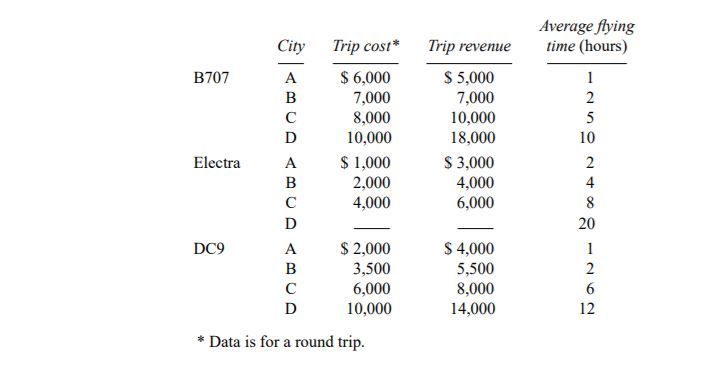 Average flying
City Trip cost* Trip revenue time (hours)
B707 A $ 6,000 $ 5,000 1
B 7,000 7,000 2
C 8,000 10,000 5
D 10,000 18,000 10
Electra A $ 1,000 $ 3,000 2
B 2,000 4,000 4
C 4,000 6,000 8
D —— —— 20
DC9 A $ 2,000 $ 4,000 1
B 3,500 5,500 2
C 6,000 8,000 6
D 10,000 14,000 12
* Data is for a round trip.